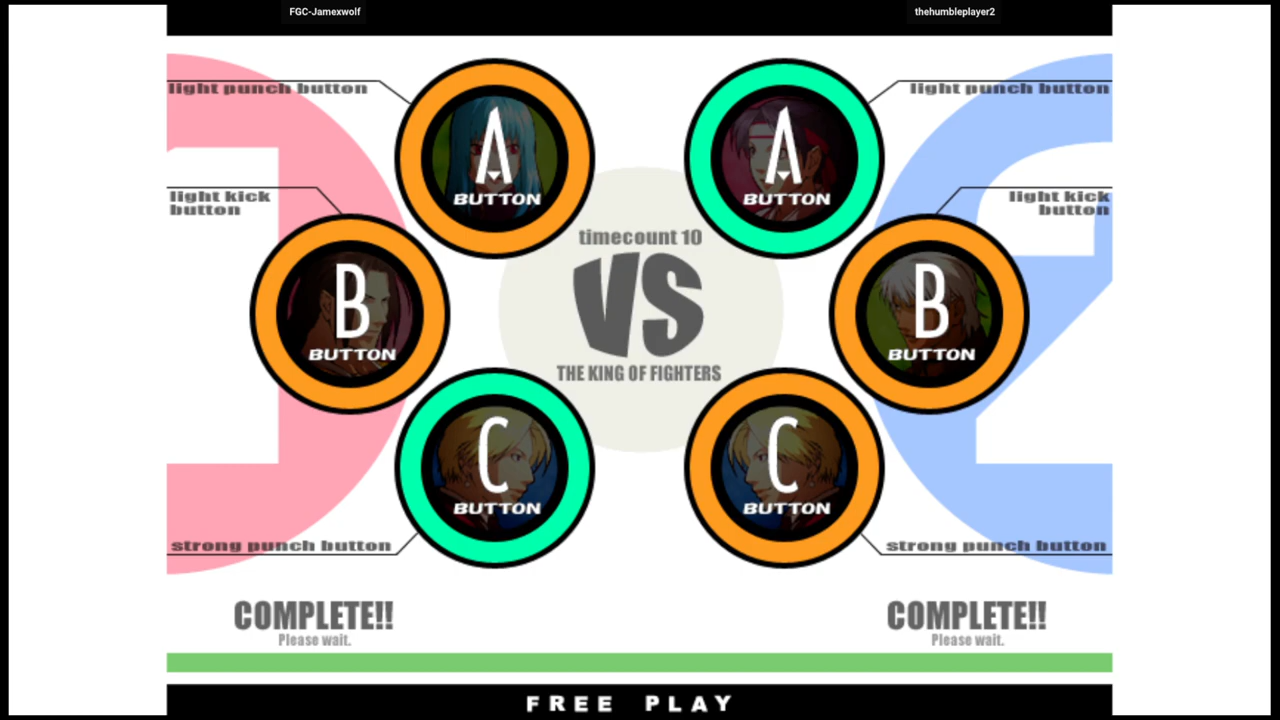 FGC-Jamexwolf
thehumbleplayer2
light punch button
A
BUTTON
A
BUTTON
light punch button
light kick
button
light kick
button
timecount 10
VS
THE KING OF FIGHTERS
B
BUTTON
B
BUTTON
C
BUTTON
C
BUTTON
strong punch button
strong punch button
COMPLETE!!
Please wait.
COMPLETE!!
Please wait.
1
2
FREE PLAY